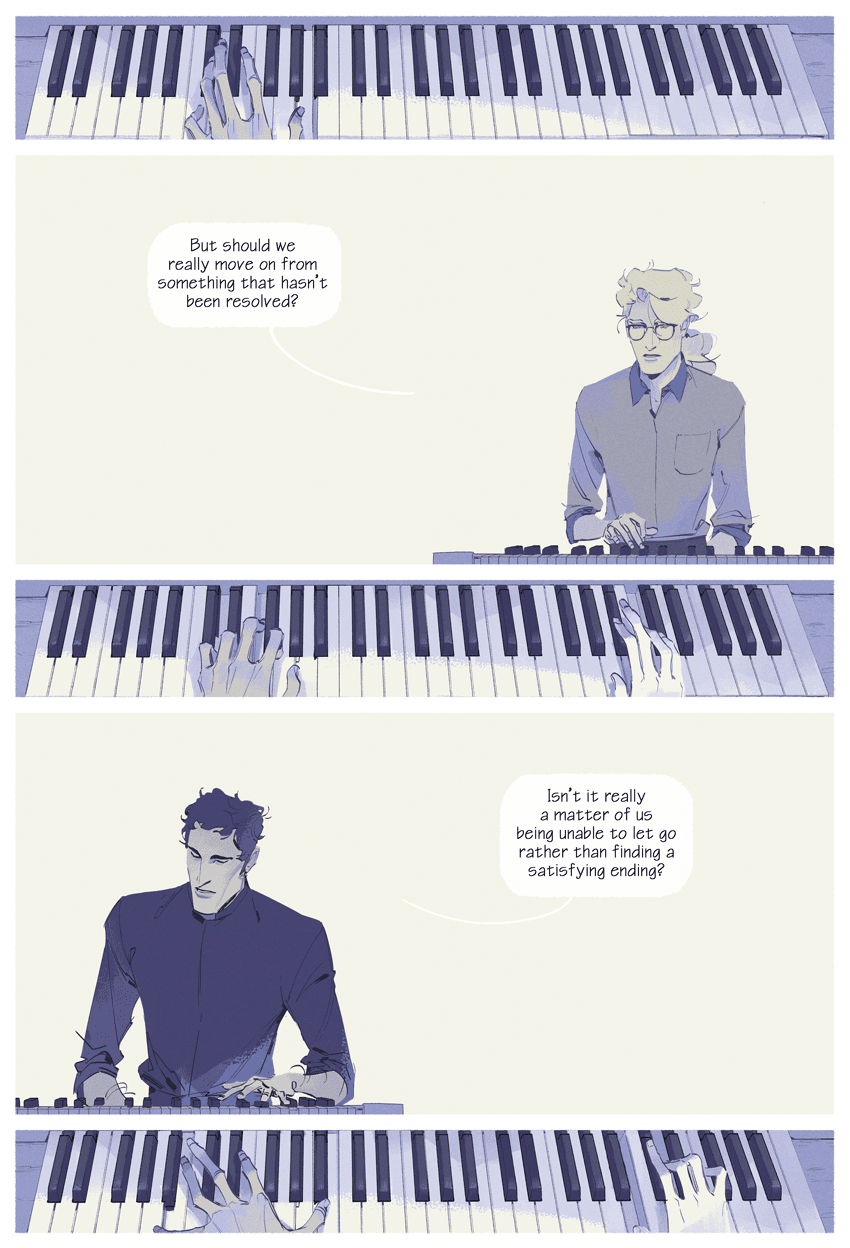 But should we
really move on from
something that hasn't
been resolved?
Isn't it really
a matter of us
being unable to let go
rather than finding a
satisfying ending?